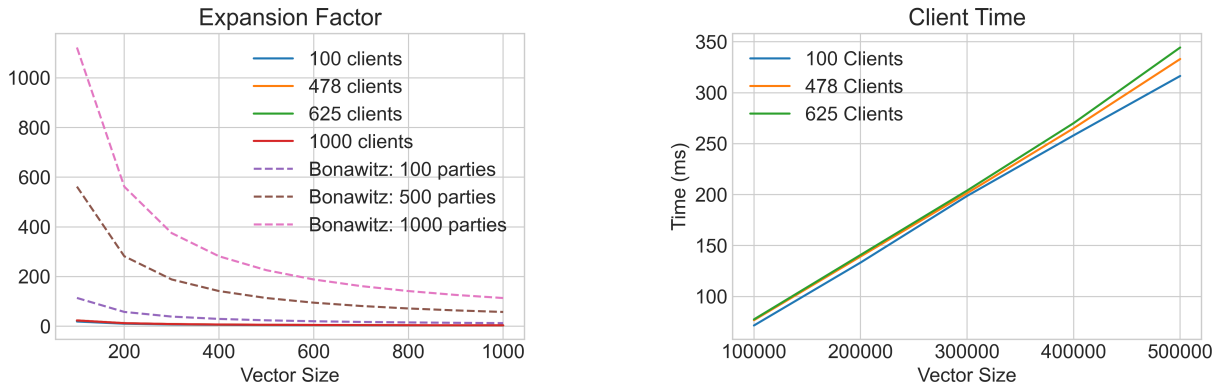 Expansion Factor
1000
800
600
400
200
0
100 clients
478 clients
625 clients
1000 clients
Bonawitz: 100 parties
Bonawitz: 500 parties
Bonawitz: 1000 parties
200 400 600 800 1000
Vector Size
Client Time
Time (ms)
350
300
250
200
150
100
100 Clients
478 Clients
625 Clients
100000 200000 300000 400000 500000
Vector Size